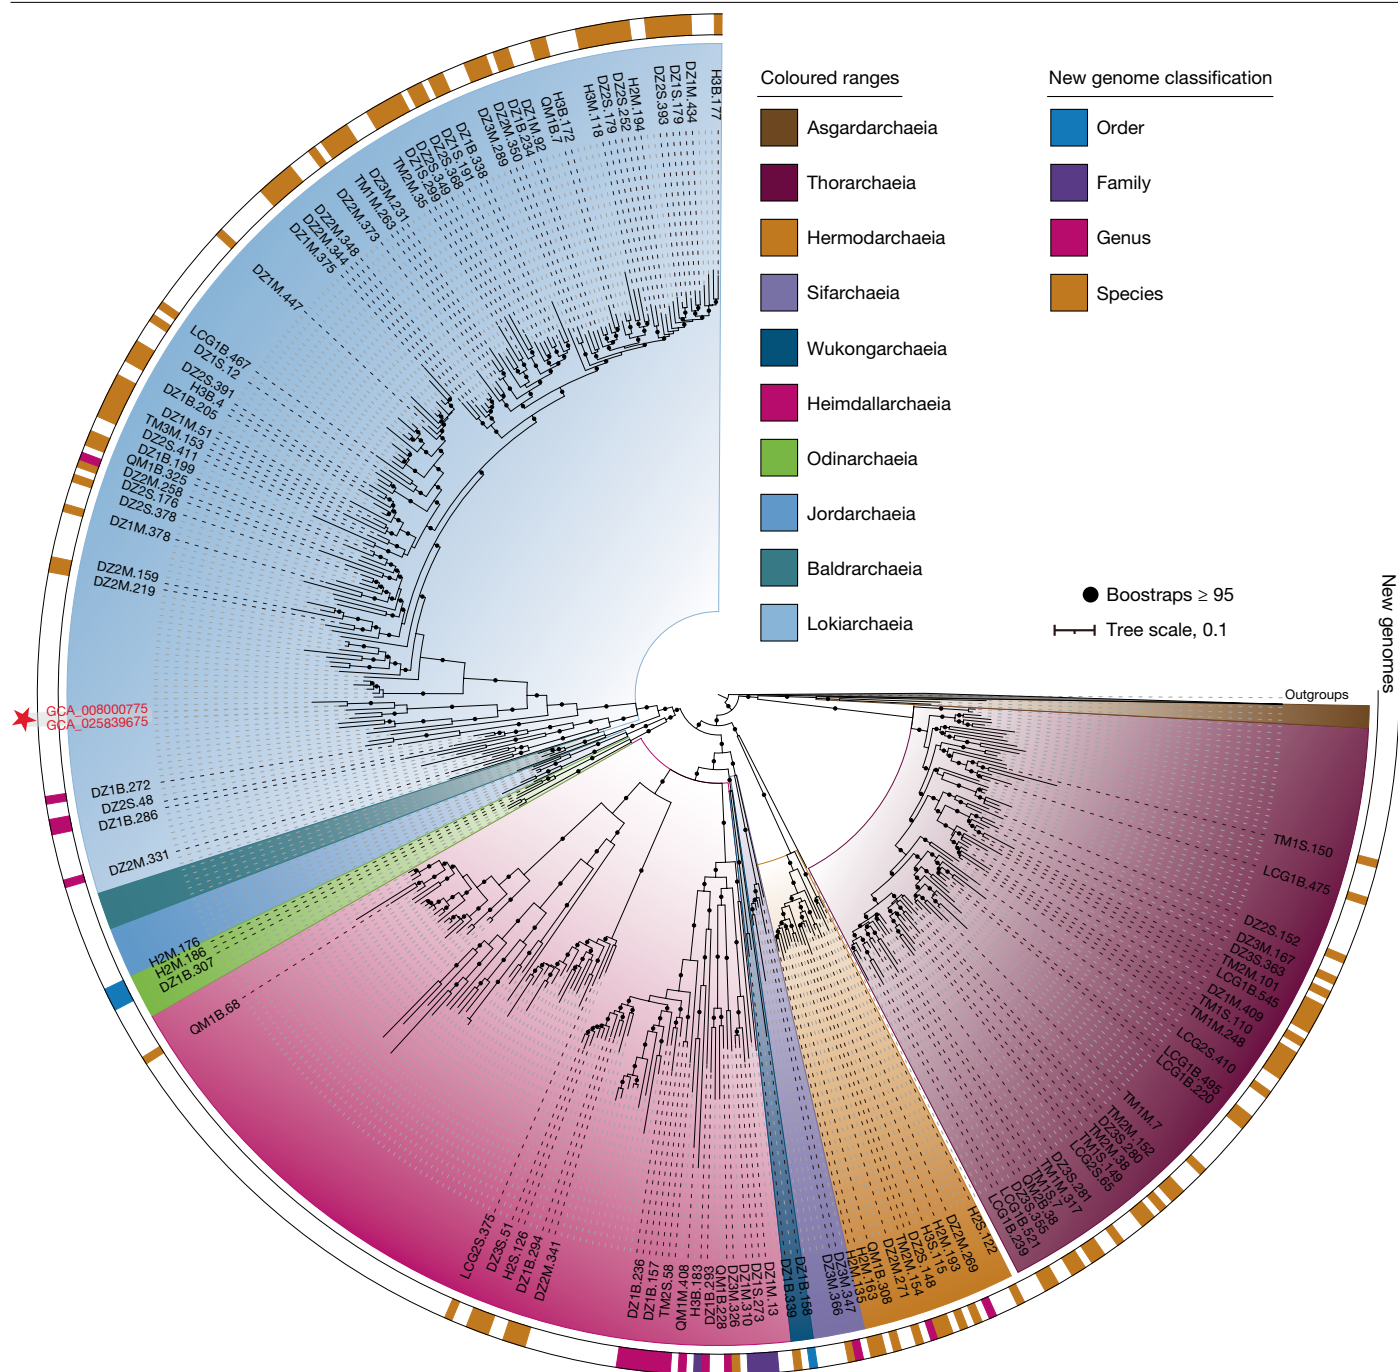 Coloured ranges
Asgardarchaeia
Thorarchaeia
Hermodarchaeia
Sifarchaeia
Wukongarchaeia
Heimdallarchaeia
Odinarchaeia
Jordarchaeia
Baldrarchaeia
Lokiarchaeia
New genome classification
Order
Family
Genus
Species
Boostraps ≥ 95
Tree scale, 0.1
New genomes
Outgroups
H3B.177
DZ1M.434
DZ1S.179
DZ2S.393
H2M.194
DZ2S.252
DZ2S.179
H3M.118
H3B.172
QM1B.7
DZ1M.92
DZ1B.234
DZ2M.350
DZ3M.289
DZ1B.338
DZ1S.191
DZ2S.368
DZ2S.349
DZ1S.299
TM2M.35
DZ3M.231
TM1M.263
DZ2M.373
DZ2M.348
DZ2M.344
DZ1M.375
DZ1M.447
LCG1B.467
DZ1S.12
DZ2S.391
H3B.4
DZ1B.205
DZ1M.51
TM3M.153
DZ2S.411
DZ1B.199
QM1B.325
DZ2M.258
DZ2S.176
DZ2S.378
DZ1M.378
DZ2M.159
DZ2M.219
GCA_008000775
GCA_025839675
DZ1B.272
DZ2S.48
DZ1B.286
DZ2M.331
H2M.176
H2M.186
DZ1B.307
QM1B.68
LCG2S.375
DZ3S.51
H2S.126
DZ1B.294
DZ2M.341
DZ1B.236
DZ1B.157
TM2S.58
QM1M.408
H3B.183
DZ1B.293
QM1B.228
DZ3M.326
DZ1M.310
DZ1S.273
DZ1M.13
DZ1B.339
DZ1B.158
DZ3M.366
DZ3M.347
H2M.135
H2M.163
QM1B.308
DZ2M.271
TM2M.154
DZ2S.148
H3S.115
H2M.193
DZ2M.269
H2S.122
LCG1B.239
LCG1B.521
DZ3S.355
QM2B.38
TM1S.7
TM1M.317
DZ3S.281
LCG2S.65
TM1S.149
TM2M.38
DZ3S.280
TM2M.152
TM1M.7
LCG1B.220
LCG1B.495
LCG2S.410
TM1M.248
TM1S.110
DZ1M.409
LCG1B.545
TM2M.101
DZ3S.363
DZ3M.167
DZ2S.152
LCG1B.475
TM1S.150